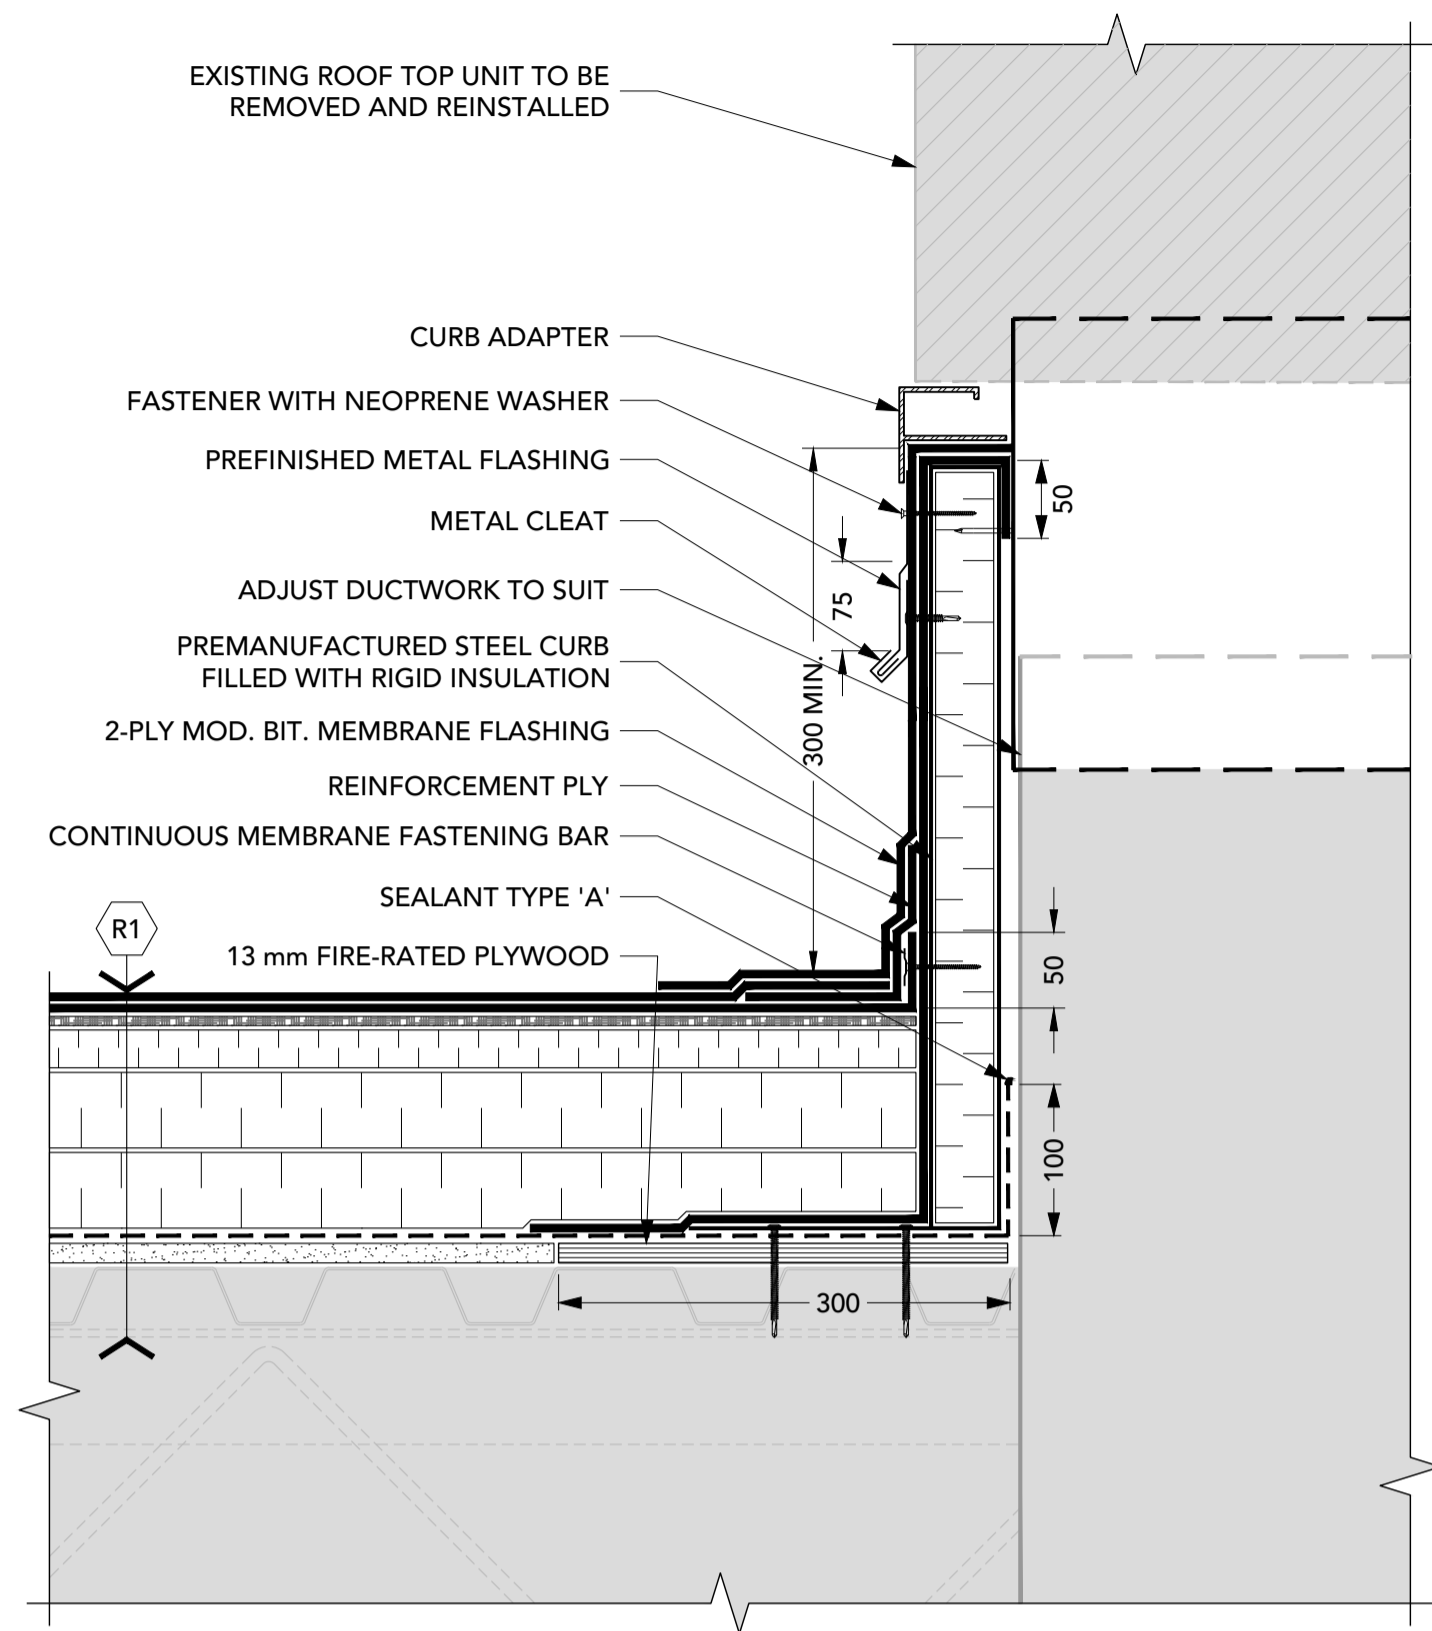 EXISTING ROOF TOP UNIT TO BE
REMOVED AND REINSTALLED
CURB ADAPTER
FASTENER WITH NEOPRENE WASHER
PREFINISHED METAL FLASHING
METAL CLEAT
ADJUST DUCTWORK TO SUIT
PREMANUFACTURED STEEL CURB
FILLED WITH RIGID INSULATION
2-PLY MOD. BIT. MEMBRANE FLASHING
REINFORCEMENT PLY
CONTINUOUS MEMBRANE FASTENING BAR
SEALANT TYPE 'A'
13 mm FIRE-RATED PLYWOOD
R1
50
75
300 MIN.
50
100
300